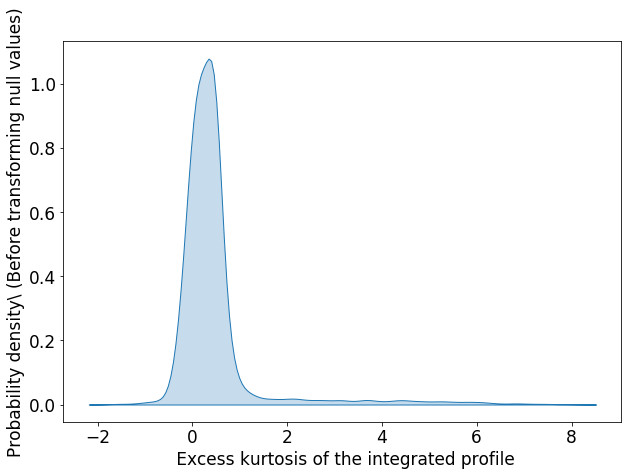 Probability density\ (Before transforming null values)
1.0
0.8
0.6
0.4
0.2
0.0
−2 0 2 4 6 8
Excess kurtosis of the integrated profile